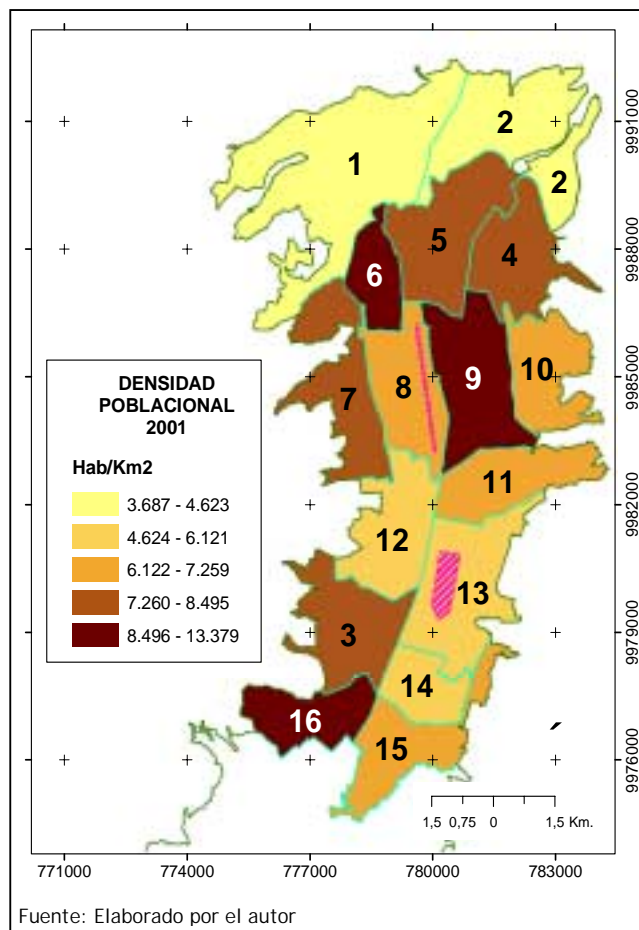 1
2
2
5
4
6
9
10
8
7
11
12
13
3
14
16
15
DENSIDAD
POBLACIONAL
2001
Hab/Km2
3.687 - 4.623
4.624 - 6.121
6.122 - 7.259
7.260 - 8.495
8.496 - 13.379
9991000
9988000
9985000
9982000
9979000
9976000
1,5 0,75 0 1,5 Km.
771000 774000 777000 780000 783000
Fuente: Elaborado por el autor